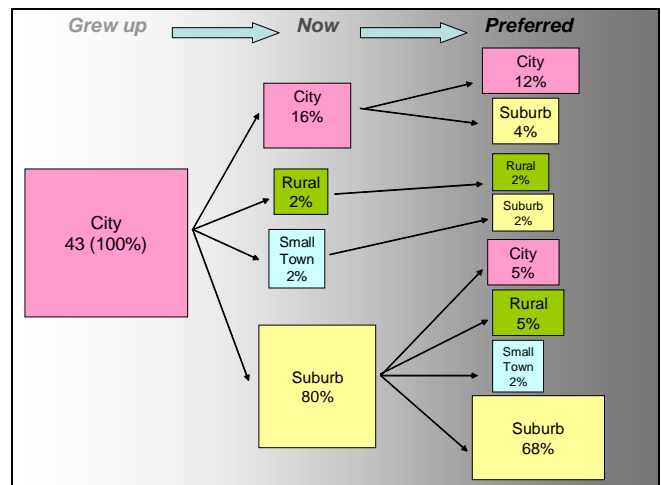 Grew up Now Preferred
City
43 (100%)
City
16%
Rural
2%
Small
Town
2%
Suburb
80%
City
12%
Suburb
4%
Rural
2%
Suburb
2%
City
5%
Rural
5%
Small
Town
2%
Suburb
68%